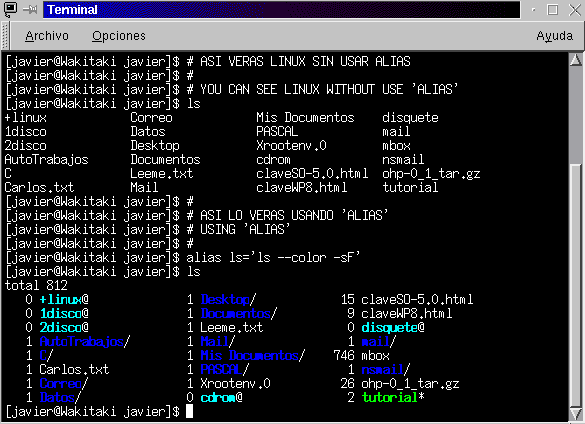 Terminal
Archivo Opciones Ayuda
[javier@Wakitaki javier]$ # ASI VERAS LINUX SIN USAR ALIAS
[javier@Wakitaki javier]$ #
[javier@Wakitaki javier]$ # YOU CAN SEE LINUX WITHOUT USE 'ALIAS'
[javier@Wakitaki javier]$ ls
+linux Correo Mis Documentos disquete
1disco Datos PASCAL mail
2disco Desktop Xrootenv.0 mbox
AutoTrabajos Documentos cdrom nsmail
C Leeme.txt claveSO-5.0.html ohp-0_1_tar.gz
Carlos.txt Mail claveWP8.html tutorial
[javier@Wakitaki javier]$ #
[javier@Wakitaki javier]$ # ASI LO VERAS USANDO 'ALIAS'
[javier@Wakitaki javier]$ # USING 'ALIAS'
[javier@Wakitaki javier]$ #
[javier@Wakitaki javier]$ alias ls='ls --color -sF'
[javier@Wakitaki javier]$ ls
total 812
0 +linux@ 1 Desktop/ 15 claveSO-5.0.html
0 1disco@ 1 Documentos/ 9 claveWP8.html
0 2disco@ 1 Leeme.txt 0 disquete@
1 AutoTrabajos/ 1 Mail/ 1 mail/
1 C/ 1 Mis Documentos/ 746 mbox
1 Carlos.txt 1 PASCAL/ 1 nsmail/
1 Correo/ 1 Xrootenv.0 26 ohp-0_1_tar.gz
1 Datos/ 0 cdrom@ 2 tutorial*
[javier@Wakitaki javier]$